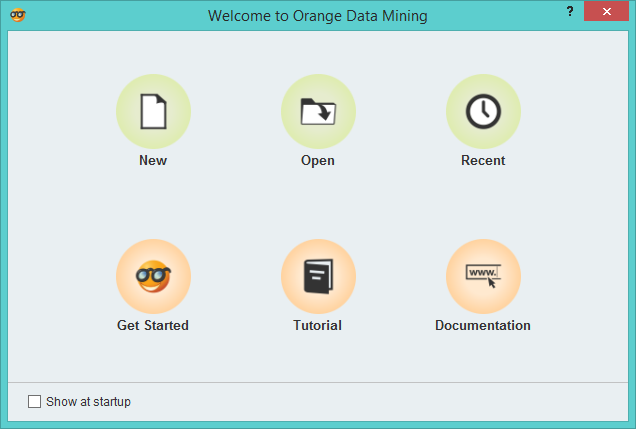 Welcome to Orange Data Mining
?
New Open Recent
www.
Get Started Tutorial Documentation
Show at startup